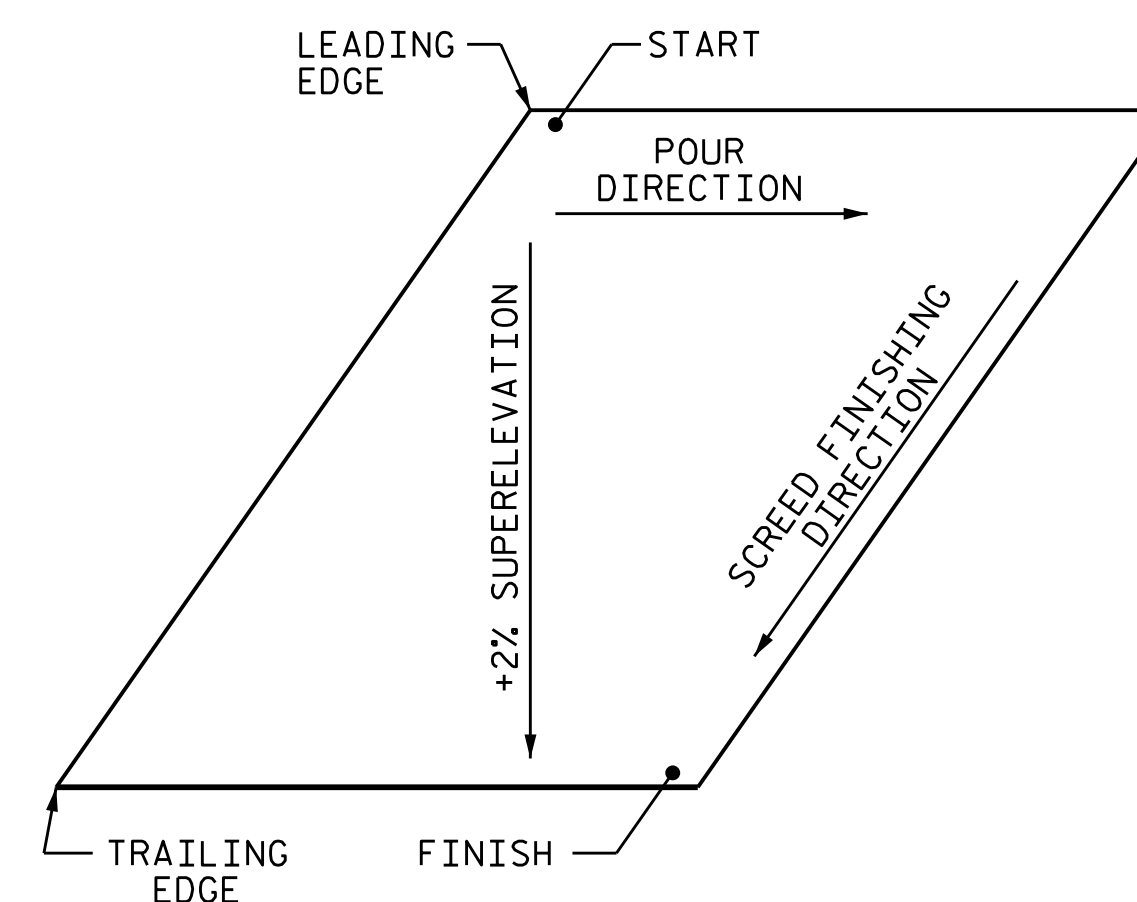 LEADING
EDGE
START
POUR
DIRECTION
+2% SUPERELEVATION
SCREED FINISHING
DIRECTION
TRAILING
EDGE
FINISH